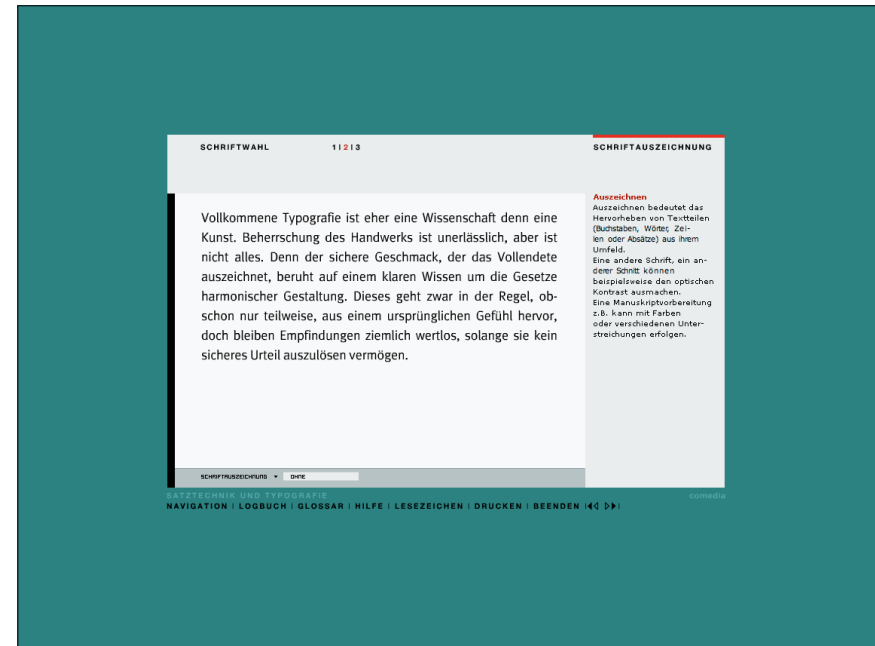 SCHRIFTWAHL 1 | 2 | 3 SCHRIFTAUSZEICHNUNG
Vollkommene Typografie ist eher eine Wissenschaft denn eine
Kunst. Beherrschung des Handwerks ist unerlässlich, aber ist
nicht alles. Denn der sichere Geschmack, der das Vollendete
auszeichnet, beruht auf einem klaren Wissen um die Gesetze
harmonischer Gestaltung. Dieses geht zwar in der Regel, ob-
schon nur teilweise, aus einem ursprünglichen Gefühl hervor,
doch bleiben Empfindungen ziemlich wertlos, solange sie kein
sicheres Urteil auszulösen vermögen.
Auszeichnen
Auszeichnen bedeutet das
Hervorheben von Textteilen
(Buchstaben, Wörter, Zei-
len oder Absätze) aus ihrem
Umfeld.
Eine andere Schrift, ein an-
derer Schnitt können
beispielsweise den optischen
Kontrast ausmachen.
Eine Manuskriptvorbereitung
z.B. kann mit Farben
oder verschiedenen Unter-
streichungen erfolgen.
SCHRIFTAUSZEICHNUNG OHNE
SATZTECHNIK UND TYPOGRAFIE comedia
NAVIGATION | LOGBUCH | GLOSSAR | HILFE | LESEZEICHEN | DRUCKEN | BEENDEN